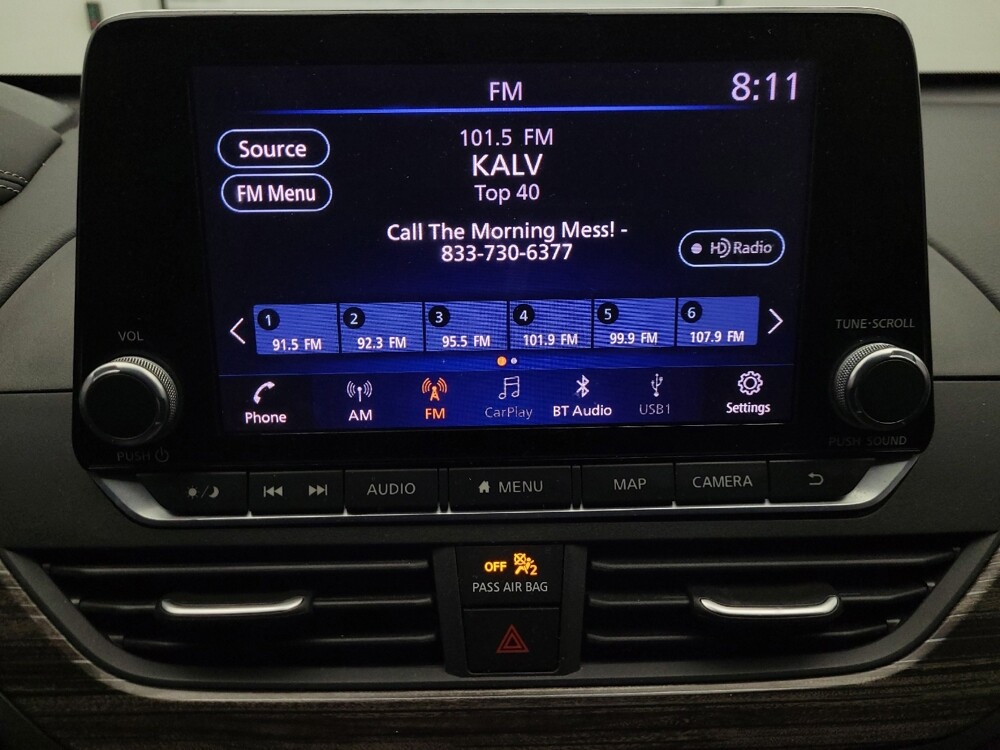 FM
8:11
Source
101.5 FM
KALV
FM Menu
Top 40
Call The Morning Mess! -
833-730-6377
HD Radio
1
2
3
4
5
6
91.5 FM
92.3 FM
95.5 FM
101.9 FM
99.9 FM
107.9 FM
VOL
TUNE·SCROLL
Phone
AM
FM
CarPlay
BT Audio
USB1
Settings
PUSH
PUSH SOUND
AUDIO
MENU
MAP
CAMERA
OFF
2
PASS AIR BAG